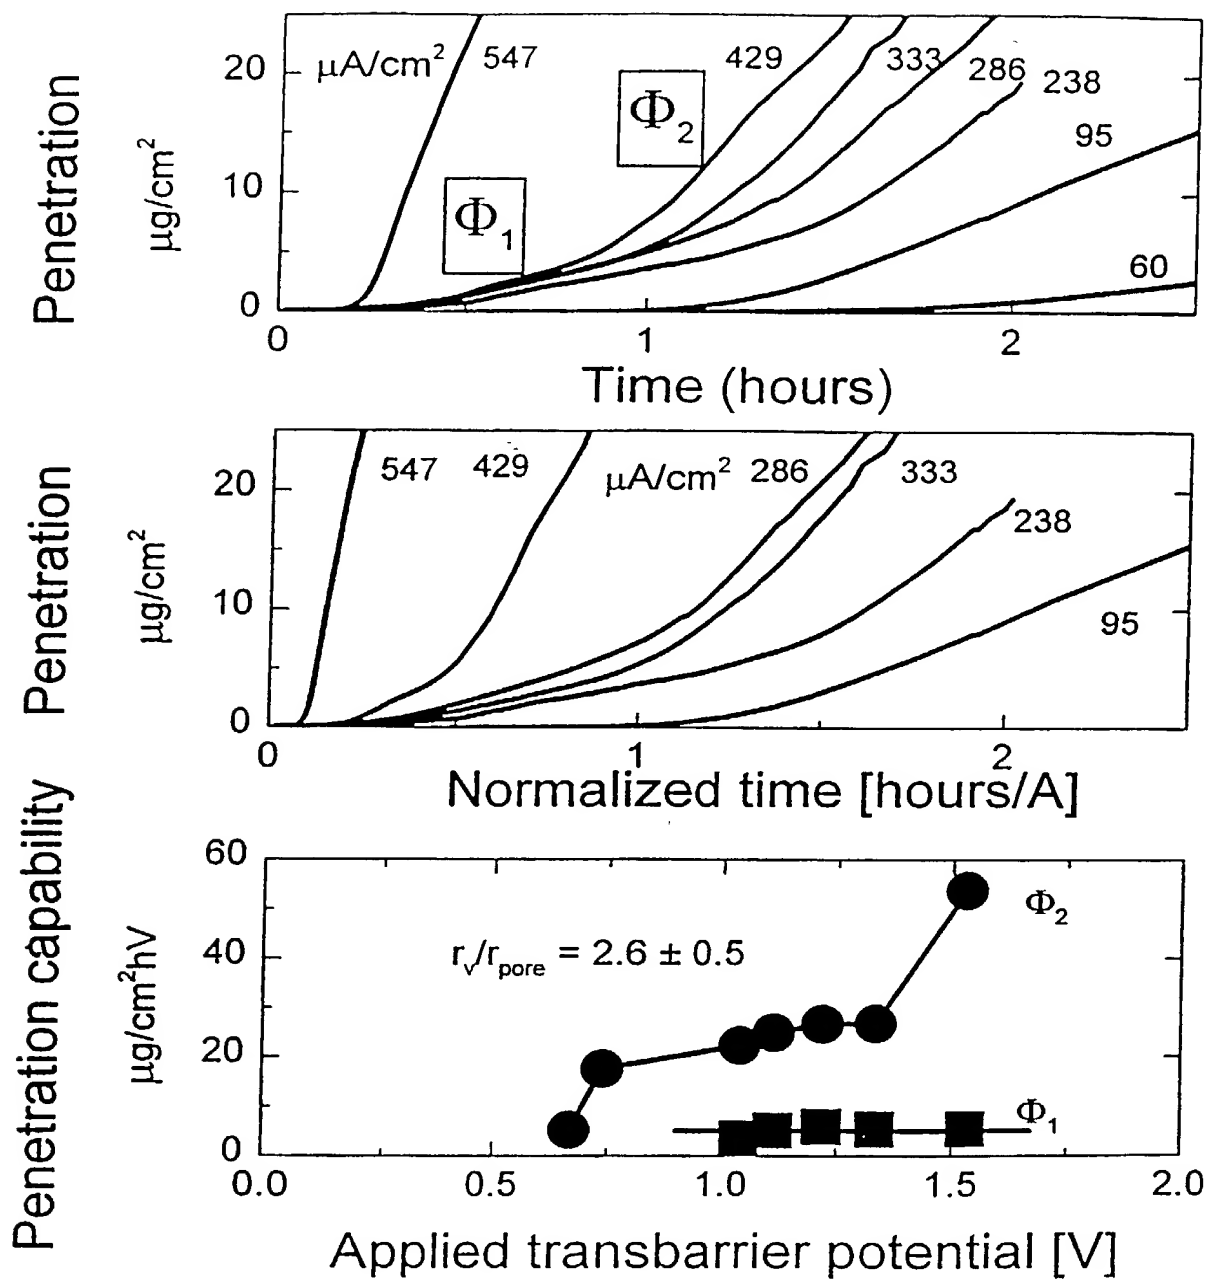 Penetration
µg/cm²
20
10
0
µA/cm²
547
429
333
286
238
95
60
Φ₂
Φ₁
0
1
2
Time (hours)
Penetration
µg/cm²
20
10
0
547
429
µA/cm²
286
333
238
95
0
1
2
Normalized time [hours/A]
Penetration capability
µg/cm²hV
60
40
20
0
rᵥ/r_pore = 2.6 ± 0.5
Φ₂
Φ₁
0.0
0.5
1.0
1.5
2.0
Applied transbarrier potential [V]